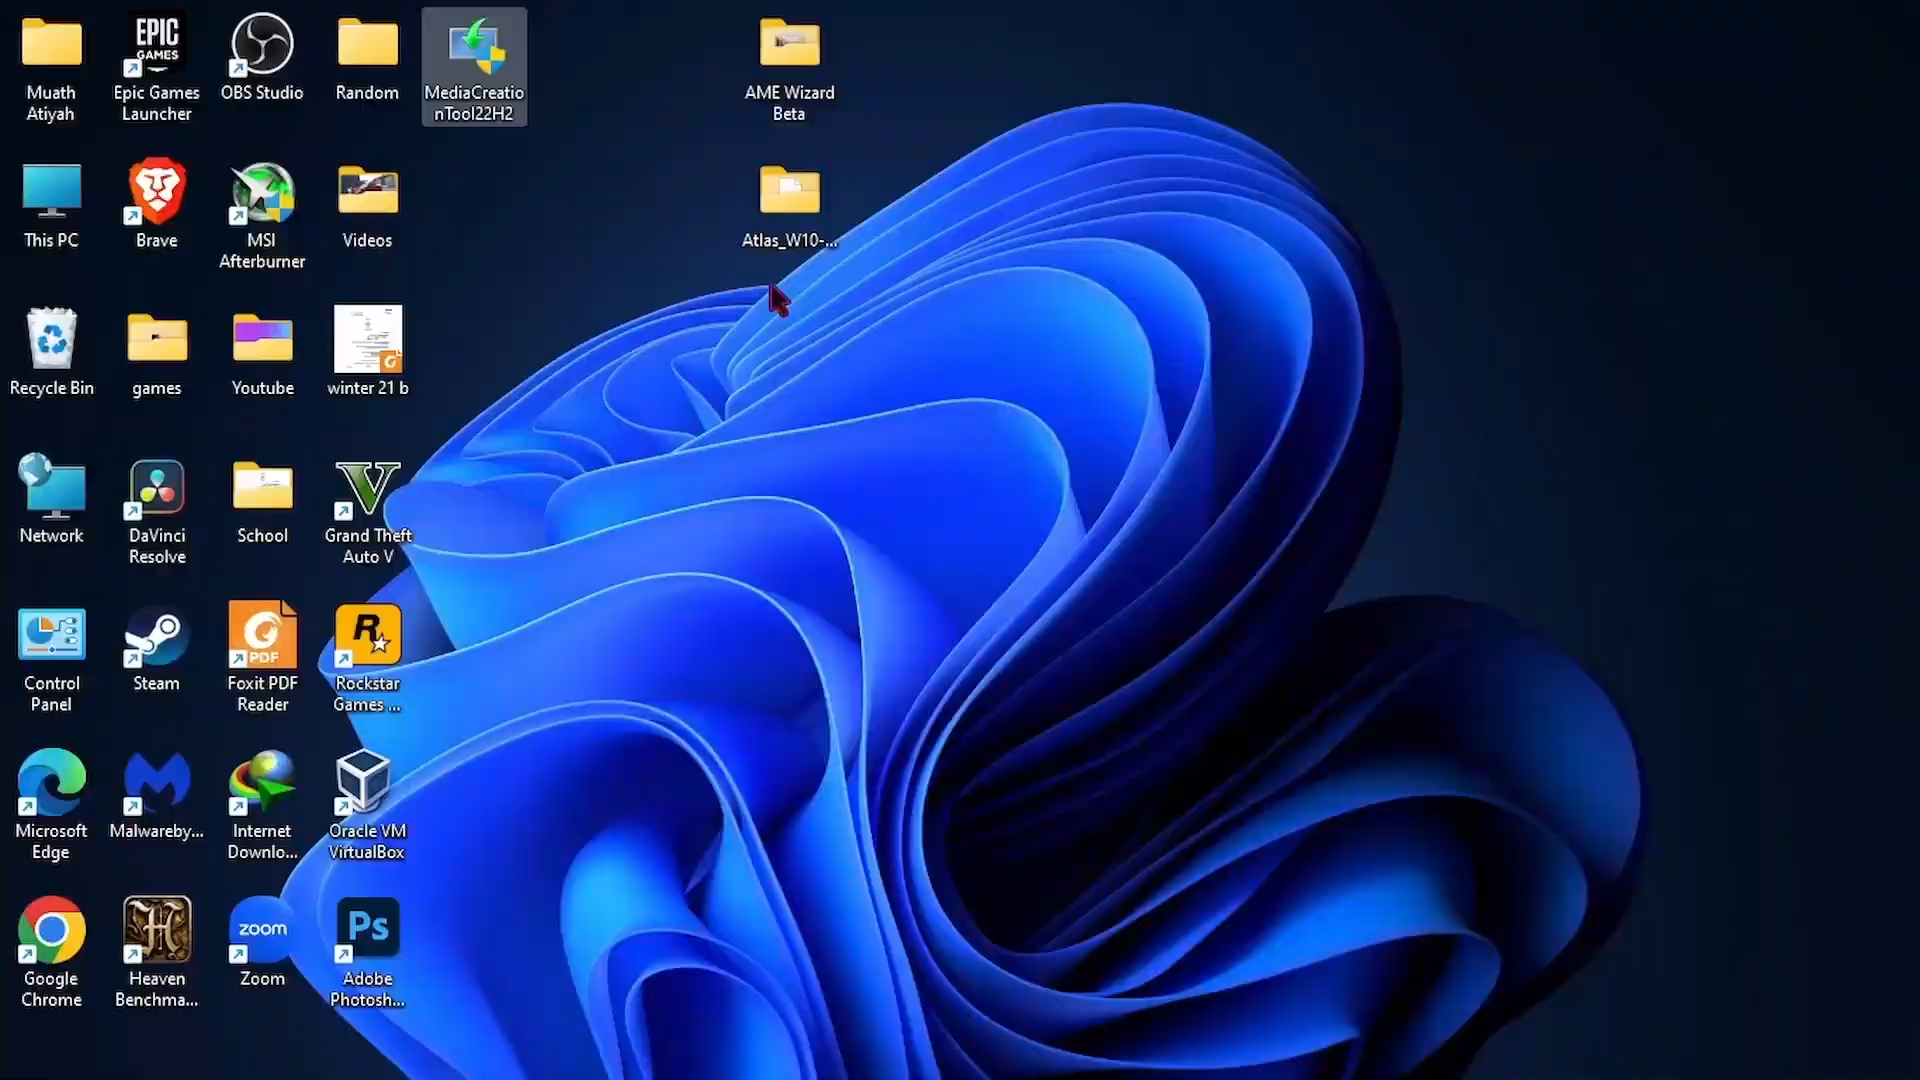 Muath
Atiyah
EPIC
GAMES
Epic Games
Launcher
OBS Studio
Random
MediaCreatio
nTool22H2
AME Wizard
Beta
This PC
Brave
MSI
Afterburner
Videos
Atlas_W10-...
Recycle Bin
games
Youtube
winter 21 b
Network
DaVinci
Resolve
School
V
Grand Theft
Auto V
Control
Panel
Steam
PDF
Foxit PDF
Reader
R
Rockstar
Games ...
Microsoft
Edge
Malwareby...
Internet
Downlo...
Oracle VM
VirtualBox
Google
Chrome
H
Heaven
Benchma...
zoom
Zoom
Ps
Adobe
Photosh...